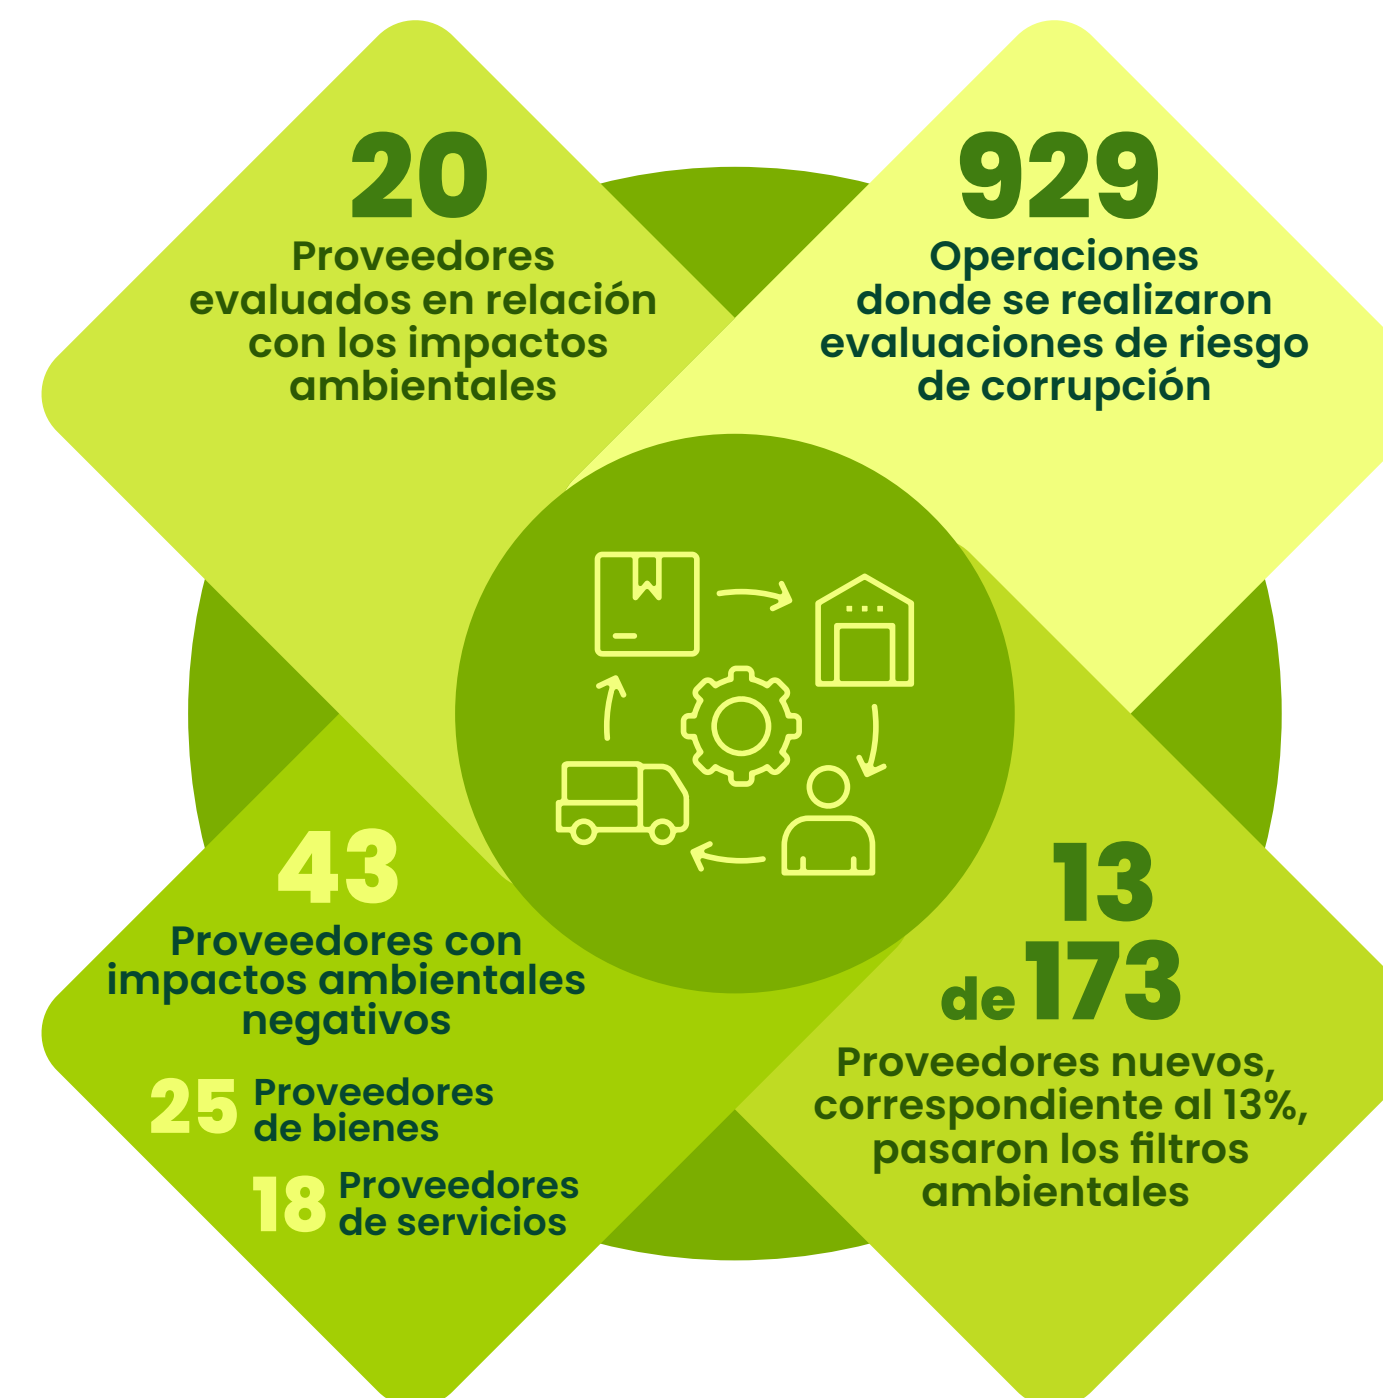 20
Proveedores
evaluados en relación
con los impactos
ambientales
929
Operaciones
donde se realizaron
evaluaciones de riesgo
de corrupción
43
Proveedores con
impactos ambientales
negativos
25 Proveedores
de bienes
18 Proveedores
de servicios
13
de 173
Proveedores nuevos,
correspondiente al 13%,
pasaron los filtros
ambientales